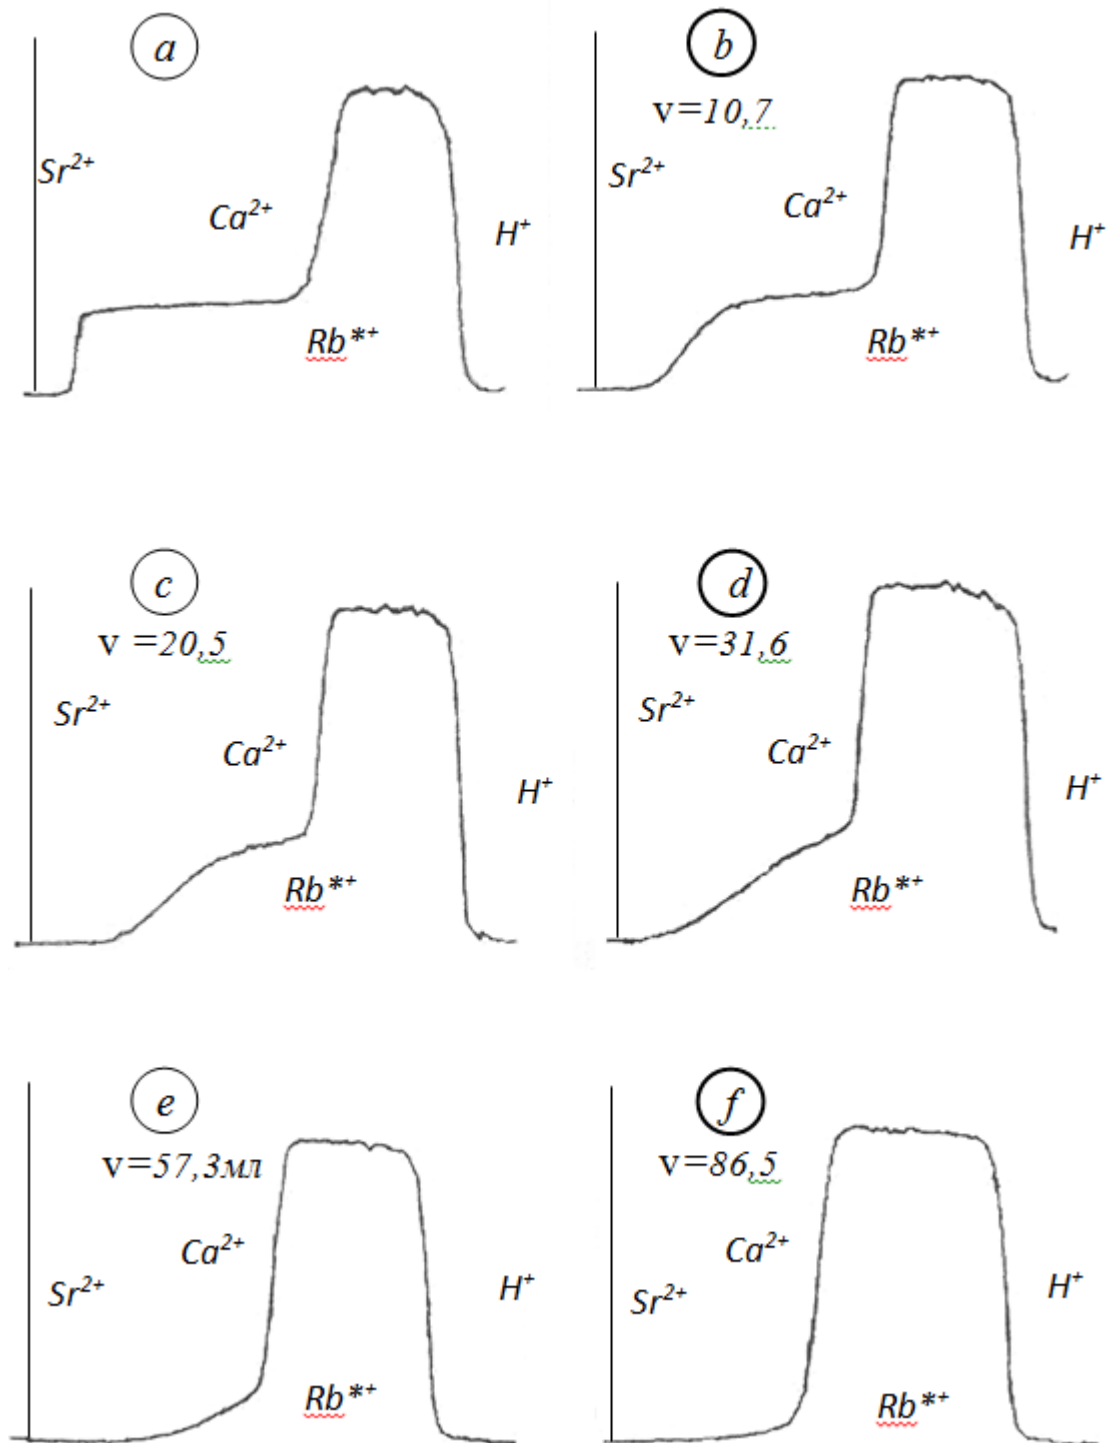 a
Sr²⁺
Ca²⁺
H⁺
Rb*⁺
b
v=10,7
Sr²⁺
Ca²⁺
H⁺
Rb*⁺
c
v =20,5
Sr²⁺
Ca²⁺
H⁺
Rb*⁺
d
v=31,6
Sr²⁺
Ca²⁺
H⁺
Rb*⁺
e
v=57,3мл
Ca²⁺
Sr²⁺
H⁺
Rb*⁺
f
v=86,5
Ca²⁺
Sr²⁺
H⁺
Rb*⁺